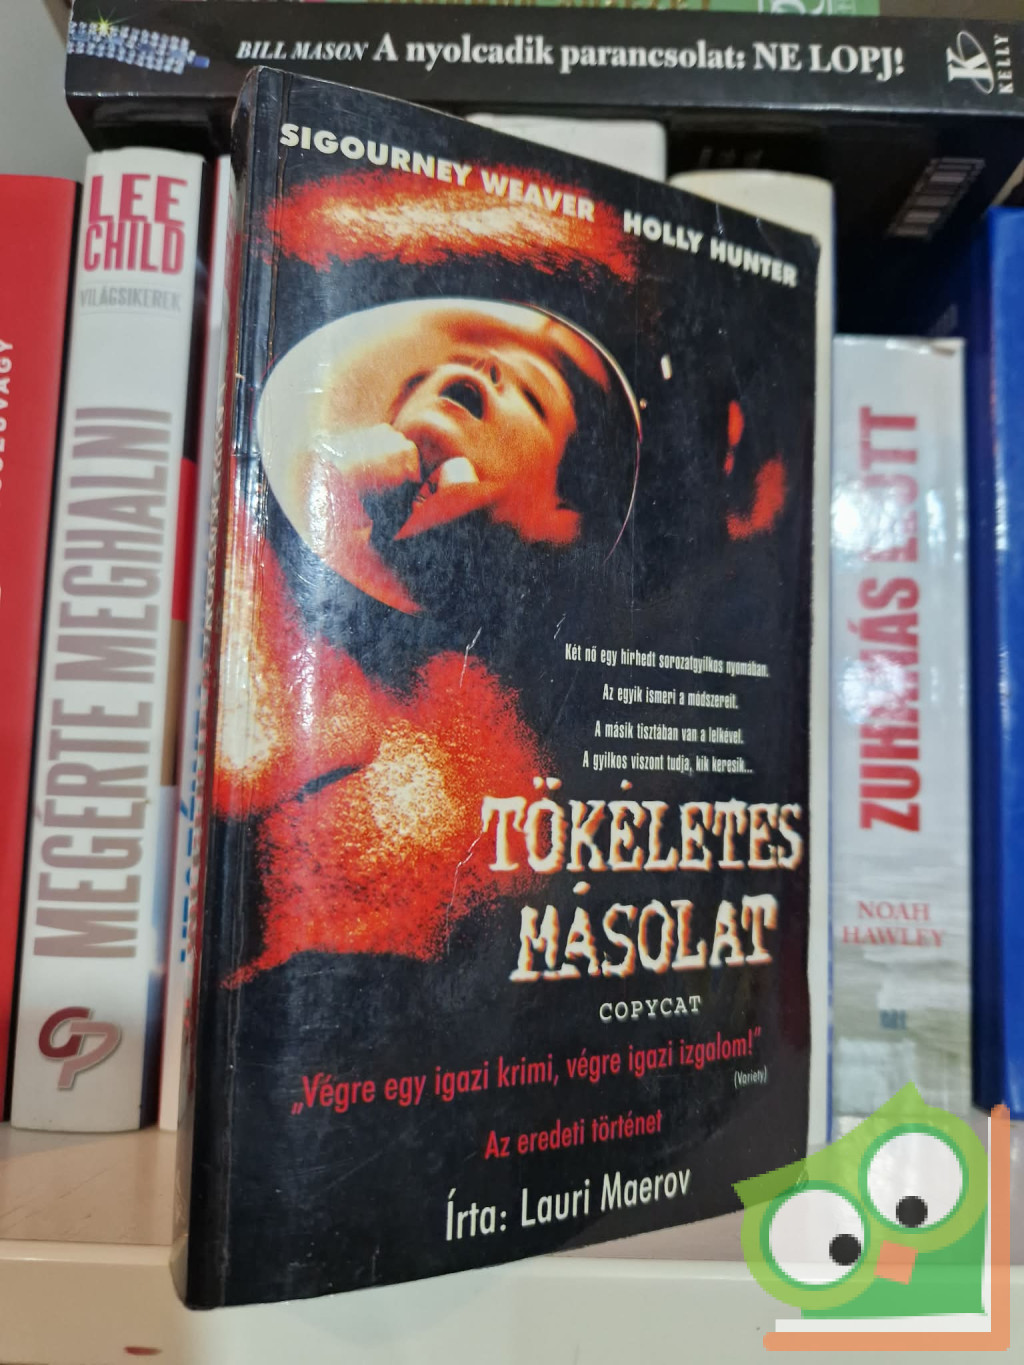 BILL MASON A nyolcadik parancsolat: NE LOPJ!
KELLY
LEE
CHILD
VILÁGSIKEREK
MEGÉRTE MEGHALNI
SIGOURNEY WEAVER HOLLY HUNTER
Két nő egy hírhedt sorozatgyilkos nyomában.
Az egyik ismeri a módszereit.
A másik tisztában van a lelkével.
A gyilkos viszont tudja, kik keresik...
TÖKÉLETES
MÁSOLAT
COPYCAT
„Végre egy igazi krimi, végre igazi izgalom!”
(Variety)
Az eredeti történet
Írta: Lauri Maerov
ZUHANÁS ELŐTT
NOAH
HAWLEY